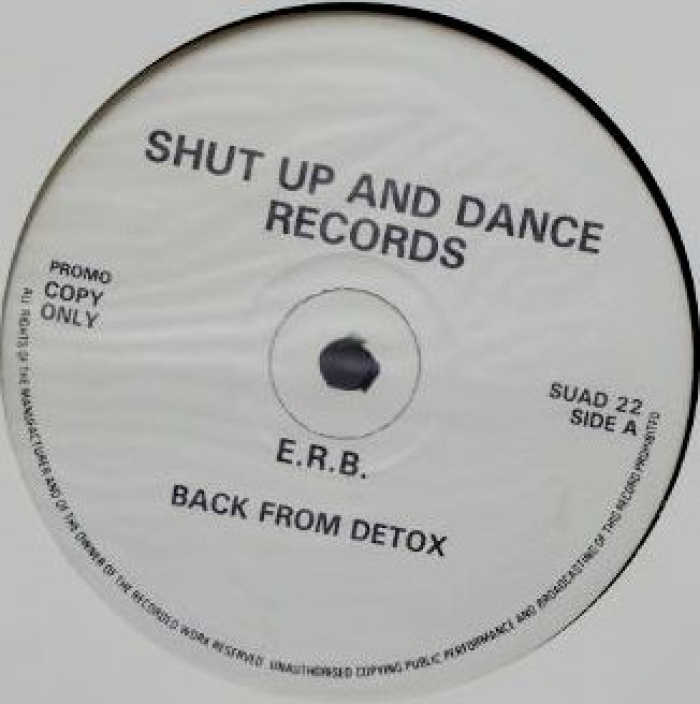 SHUT UP AND DANCE
RECORDS
PROMO
COPY
ONLY
SUAD 22
SIDE A
E.R.B.
BACK FROM DETOX
ALL RIGHTS OF THE MANUFACTURER AND OF THE OWNER OF THE RECORDED WORK RESERVED. UNAUTHORISED COPYING PUBLIC PERFORMANCE AND BROADCASTING OF THIS RECORD PROHIBITED